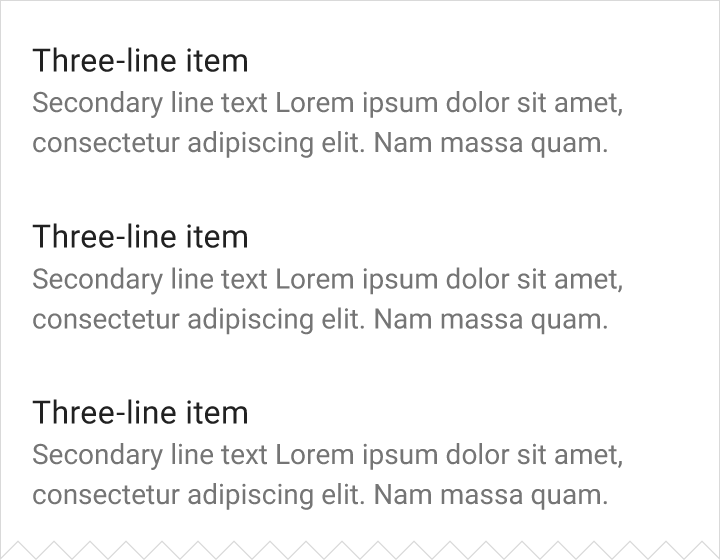 Three-line item
Secondary line text Lorem ipsum dolor sit amet,
consectetur adipiscing elit. Nam massa quam.
Three-line item
Secondary line text Lorem ipsum dolor sit amet,
consectetur adipiscing elit. Nam massa quam.
Three-line item
Secondary line text Lorem ipsum dolor sit amet,
consectetur adipiscing elit. Nam massa quam.